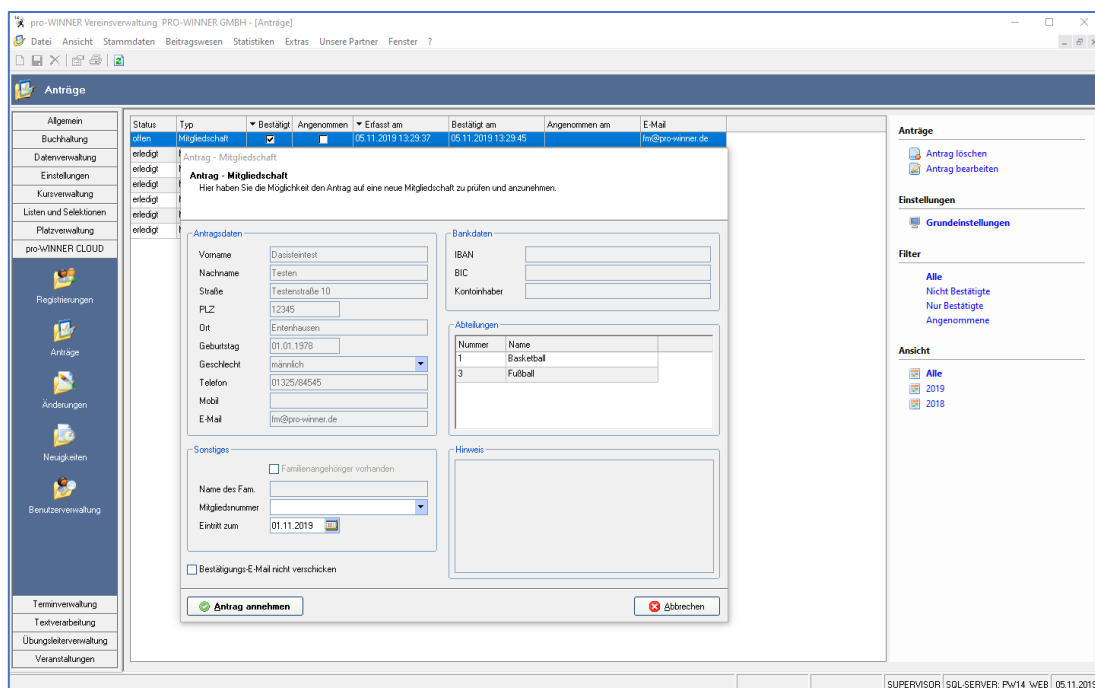 pro-WINNER Vereinsverwaltung PRO-WINNER GMBH - [Anträge]
Datei Ansicht Stammdaten Beitragswesen Statistiken Extras Unsere Partner Fenster ?
Anträge
Allgemein
Buchhaltung
Datenverwaltung
Einstellungen
Kursverwaltung
Listen und Selektionen
Platzverwaltung
pro-WINNER CLOUD
Registrierungen
Anträge
Änderungen
Neuigkeiten
Benutzerverwaltung
Terminverwaltung
Textverarbeitung
Übungsleiterverwaltung
Veranstaltungen
Status Typ Bestätigt Angenommen Erfasst am Bestätigt am Angenommen am E-Mail
offen Mitgliedschaft 05.11.2019 13:29:37 05.11.2019 13:29:45 fm@pro-winner.de
erledigt
erledigt
erledigt
erledigt
erledigt
erledigt
Antrag - Mitgliedschaft
Antrag - Mitgliedschaft
Hier haben Sie die Möglichkeit den Antrag auf eine neue Mitgliedschaft zu prüfen und anzunehmen.
Antragsdaten
Vorname Dasisteintest
Nachname Testen
Straße Testenstraße 10
PLZ 12345
Ort Entenhausen
Geburtstag 01.01.1978
Geschlecht männlich
Telefon 01325/84545
Mobil
E-Mail fm@pro-winner.de
Bankdaten
IBAN
BIC
Kontoinhaber
Abteilungen
Nummer Name
1 Basketball
3 Fußball
Sonstiges
Familienangehöriger vorhanden
Name des Fam.
Mitgliedsnummer
Eintritt zum 01.11.2019
Hinweis
Bestätigungs-E-Mail nicht verschicken
Antrag annehmen
Abbrechen
Anträge
Antrag löschen
Antrag bearbeiten
Einstellungen
Grundeinstellungen
Filter
Alle
Nicht Bestätigte
Nur Bestätigte
Angenommene
Ansicht
Alle
2019
2018
SUPERVISOR SQL-SERVER: PW14_WEB 05.11.2019